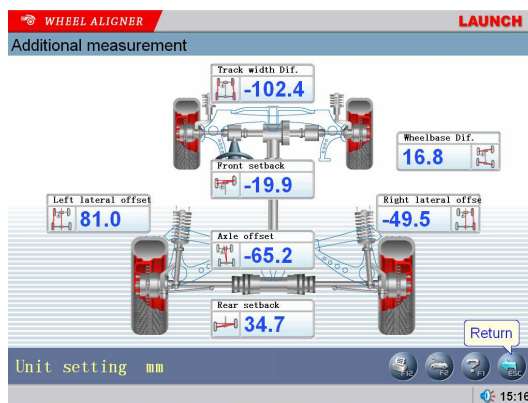 WHEEL ALIGNER
LAUNCH
Additional measurement
Track width Dif.
-102.4
Wheelbase Dif.
16.8
Front setback
-19.9
Left lateral offset
81.0
Right lateral offse
-49.5
Axle offset
-65.2
Rear setback
34.7
Return
Unit setting mm
F12
F2
F1
ESC
15:16